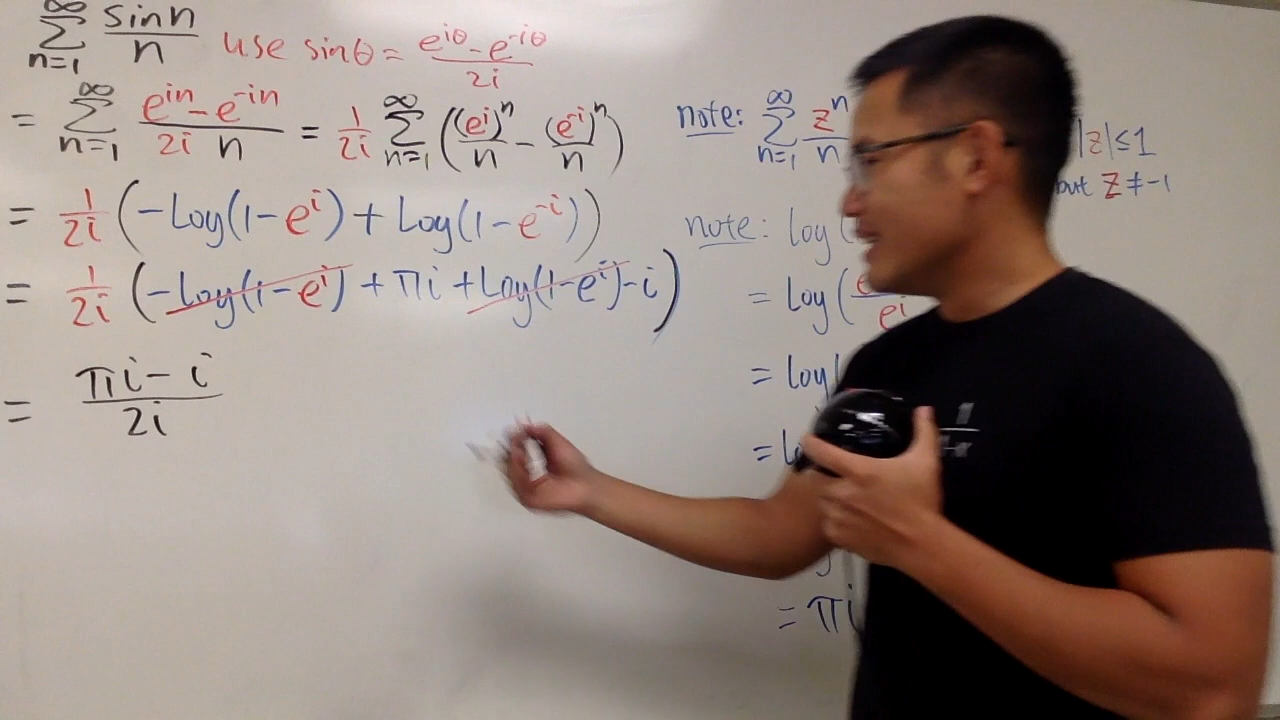 ∞∑n=1 sin n / n use sinθ = (e^{iθ} - e^{-iθ}) / 2i
= ∞∑n=1 (e^{in} - e^{-in}) / (2i n) = 1/2i ∞∑n=1 ((e^i)^n / n - (e^{-i})^n / n)
= 1/2i (-Log(1-e^i) + Log(1-e^{-i}))
= 1/2i (-Log(1-e^i) + πi + Log(1-e^i) - i)
= (πi - i) / 2i
note: ∞∑n=1 z^n / n
|z| ≤ 1
but z ≠ -1
note: log(
= log( / e^i
= log(
=
= πi